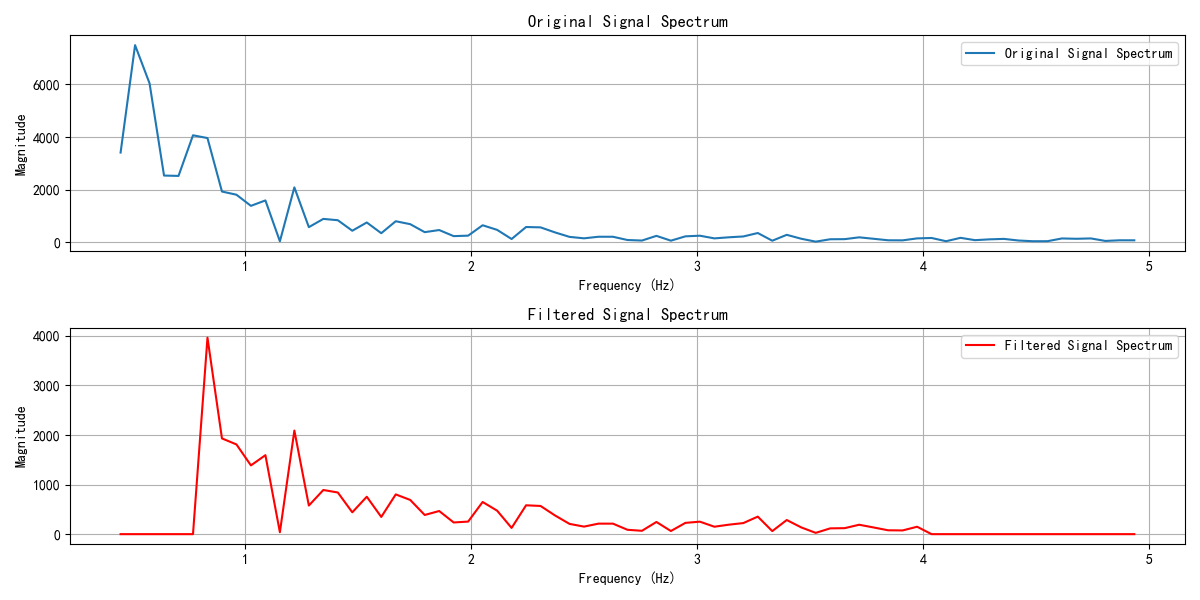 Original Signal Spectrum
Original Signal Spectrum
Magnitude
6000
4000
2000
0
1 2 3 4 5
Frequency (Hz)
Filtered Signal Spectrum
Filtered Signal Spectrum
Magnitude
4000
3000
2000
1000
0
1 2 3 4 5
Frequency (Hz)